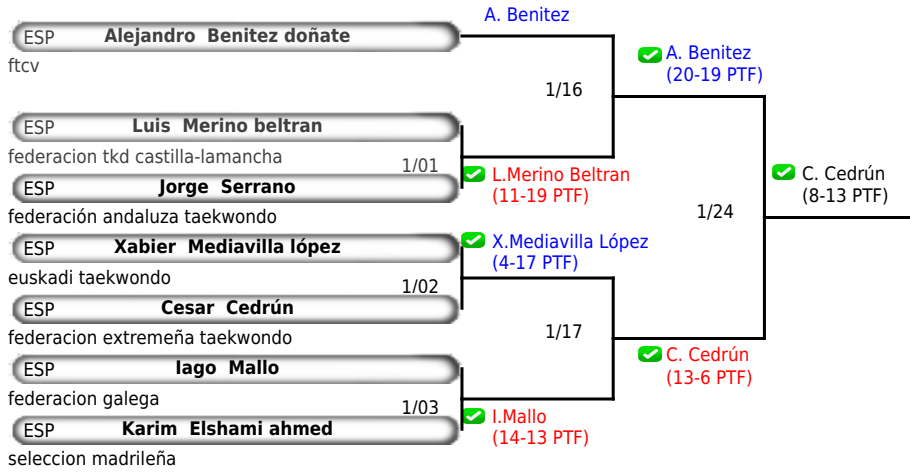 A. Benitez
ESP Alejandro Benitez doñate
ftcv
A. Benitez
(20-19 PTF)
1/16
ESP Luis Merino beltran
federacion tkd castilla-lamancha
1/01
L.Merino Beltran
(11-19 PTF)
ESP Jorge Serrano
federación andaluza taekwondo
C. Cedrún
(8-13 PTF)
1/24
ESP Xabier Mediavilla lópez
euskadi taekwondo
X.Mediavilla López
(4-17 PTF)
1/02
ESP Cesar Cedrún
federacion extremeña taekwondo
1/17
C. Cedrún
(13-6 PTF)
ESP Iago Mallo
federacion galega
1/03
I.Mallo
(14-13 PTF)
ESP Karim Elshami ahmed
seleccion madrileña